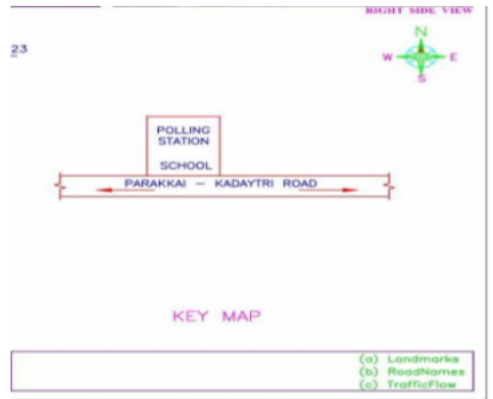 RIGHT SIDE VIEW
23
N
W E
S
POLLING
STATION
SCHOOL
PARAKKAI - KADAYTRI ROAD
KEY MAP
(a) Landmarks
(b) RoadNames
(c) TrafficFlow